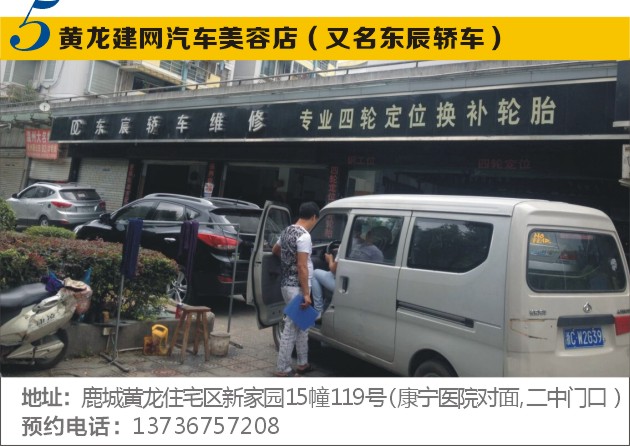 5
黄龙建网汽车美容店（又名东辰轿车）
DC 东宸轿车维修 专业四轮定位换补轮胎
四轮定位
浙C W2G39
地址：鹿城黄龙住宅区新家园15幢119号(康宁医院对面,二中门口）
预约电话：13736757208